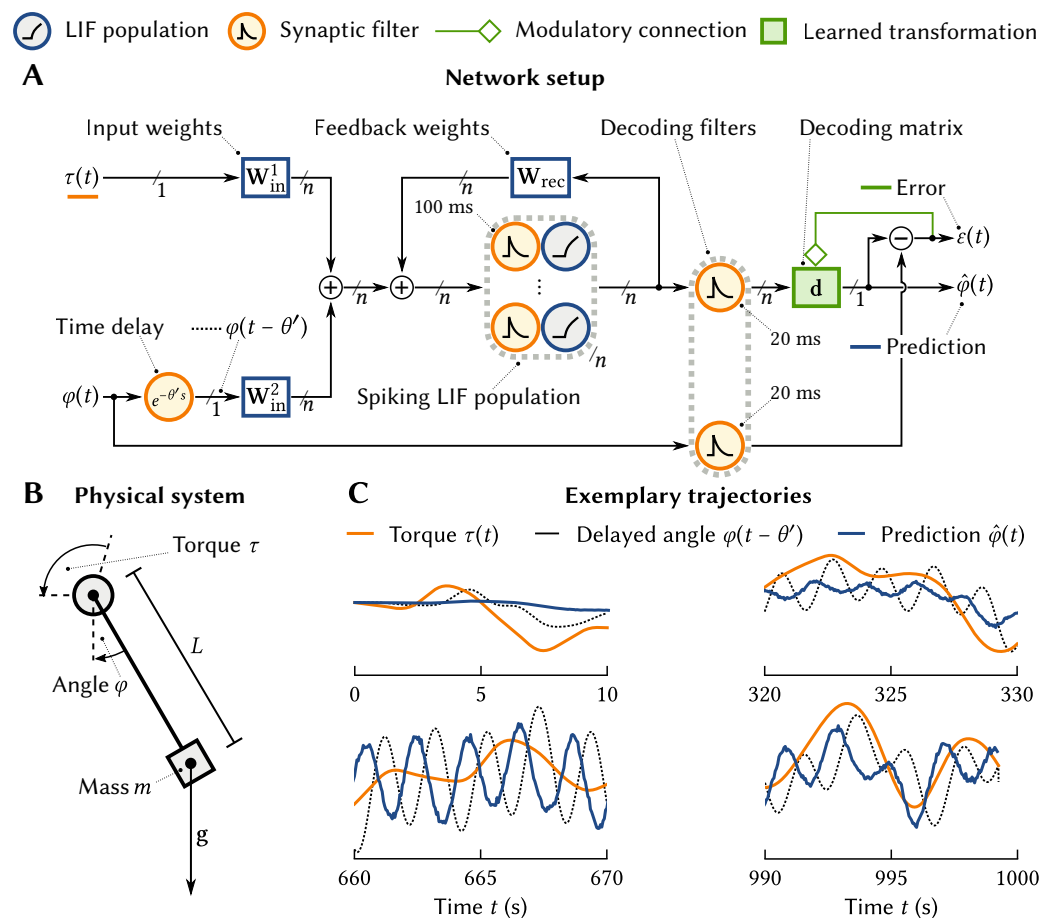 LIF population Synaptic filter Modulatory connection Learned transformation
A Network setup
Input weights Feedback weights Decoding filters Decoding matrix
τ(t) 1 W¹in n n Wrec Error
100 ms
− ε(t)
+ n + n ⋮ n n d 1 φ̂(t)
Time delay φ(t − θ′) 20 ms
Prediction
n
φ(t) e^−θ′s 1 W²in n Spiking LIF population 20 ms
B Physical system
Torque τ
L
Angle φ
Mass m
g
C Exemplary trajectories
Torque τ(t) Delayed angle φ(t − θ′) Prediction φ̂(t)
0 5 10 320 325 330
660 665 670 990 995 1000
Time t (s) Time t (s)